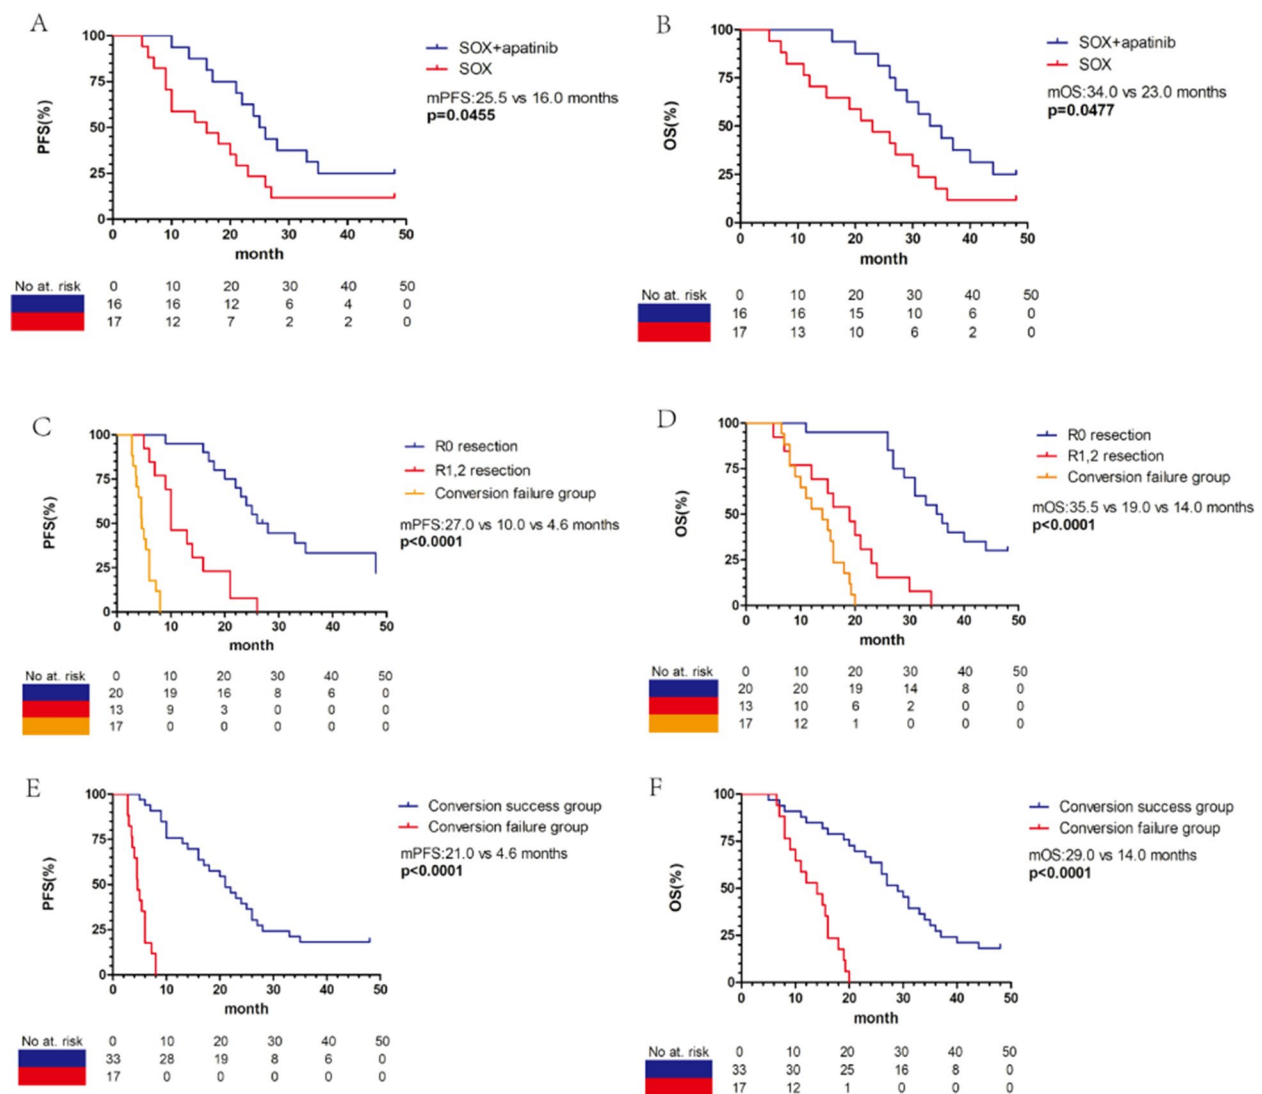 A
PFS(%)
100
75
50
25
0
0 10 20 30 40 50
month
SOX+apatinib
SOX
mPFS:25.5 vs 16.0 months
p=0.0455
No at. risk 0 10 20 30 40 50
16 16 12 6 4 0
17 12 7 2 2 0
B
OS(%)
100
75
50
25
0
0 10 20 30 40 50
month
SOX+apatinib
SOX
mOS:34.0 vs 23.0 months
p=0.0477
No at. risk 0 10 20 30 40 50
16 16 15 10 6 0
17 13 10 6 2 0
C
PFS(%)
100
75
50
25
0
0 10 20 30 40 50
month
R0 resection
R1,2 resection
Conversion failure group
mPFS:27.0 vs 10.0 vs 4.6 months
p<0.0001
No at. risk 0 10 20 30 40 50
20 19 16 8 6 0
13 9 3 0 0 0
17 0 0 0 0 0
D
OS(%)
100
75
50
25
0
0 10 20 30 40 50
month
R0 resection
R1,2 resection
Conversion failure group
mOS:35.5 vs 19.0 vs 14.0 months
p<0.0001
No at. risk 0 10 20 30 40 50
20 20 19 14 8 0
13 10 6 2 0 0
17 12 1 0 0 0
E
PFS(%)
100
75
50
25
0
0 10 20 30 40 50
month
Conversion success group
Conversion failure group
mPFS:21.0 vs 4.6 months
p<0.0001
No at. risk 0 10 20 30 40 50
33 28 19 8 6 0
17 0 0 0 0 0
F
OS(%)
100
75
50
25
0
0 10 20 30 40 50
month
Conversion success group
Conversion failure group
mOS:29.0 vs 14.0 months
p<0.0001
No at. risk 0 10 20 30 40 50
33 30 25 16 8 0
17 12 1 0 0 0